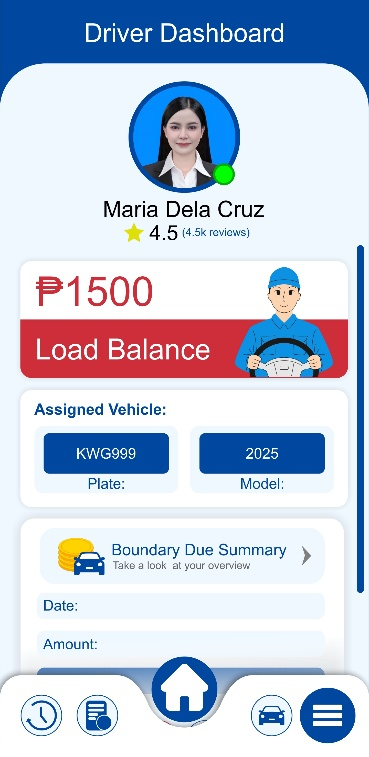 Driver Dashboard
Maria Dela Cruz
4.5 (4.5k reviews)
₱1500
Load Balance
Assigned Vehicle:
KWG999
2025
Plate:
Model:
Boundary Due Summary
Take a look at your overview
Date:
Amount: